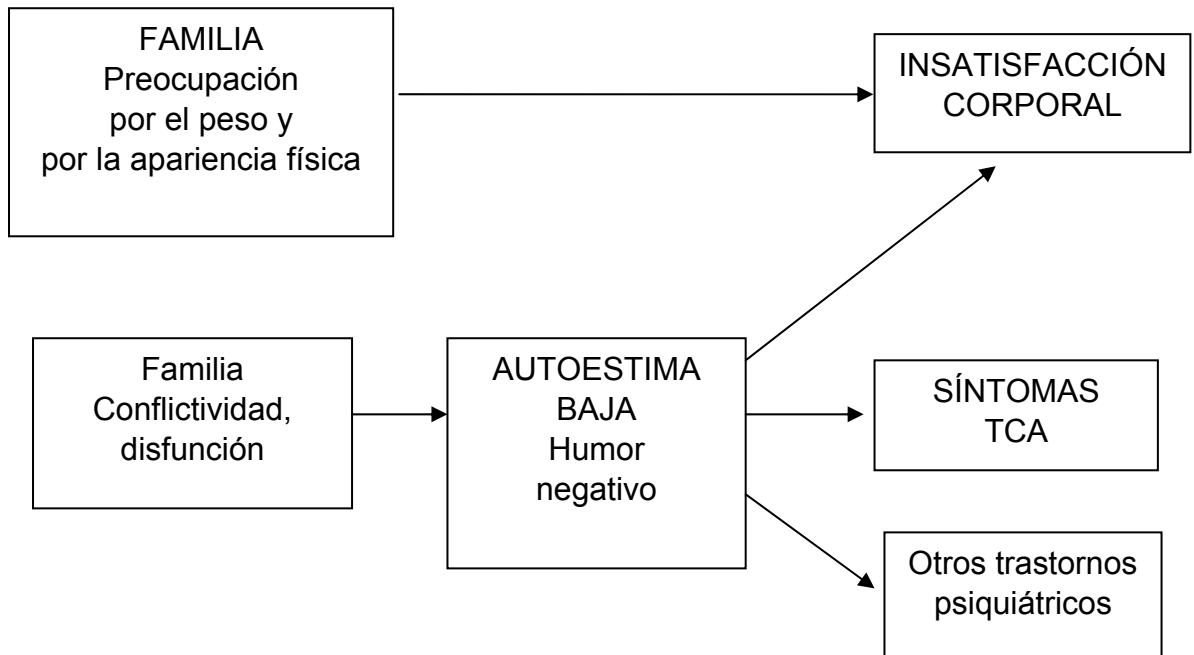 FAMILIA
Preocupación
por el peso y
por la apariencia física
INSATISFACCIÓN
CORPORAL
Familia
Conflictividad,
disfunción
AUTOESTIMA
BAJA
Humor
negativo
SÍNTOMAS
TCA
Otros trastornos
psiquiátricos